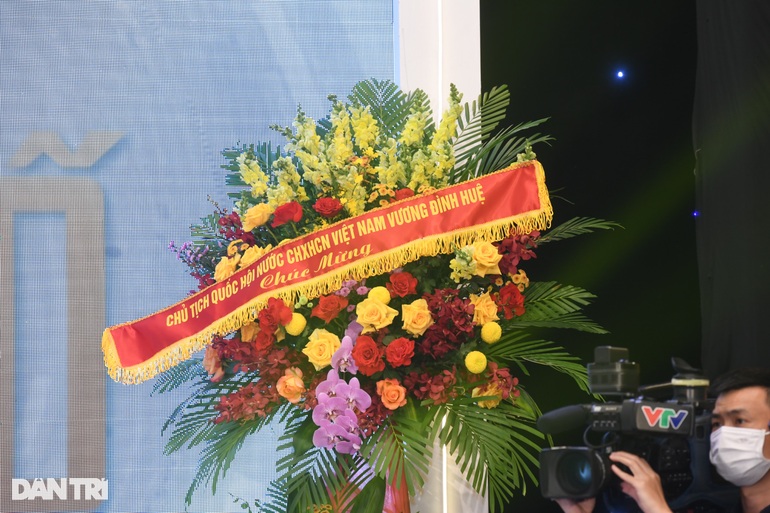 CHỦ TỊCH QUỐC HỘI NƯỚC CHXHCN VIỆT NAM VƯƠNG ĐÌNH HUỆ
Chúc Mừng
VTV
DÂN TRÍ